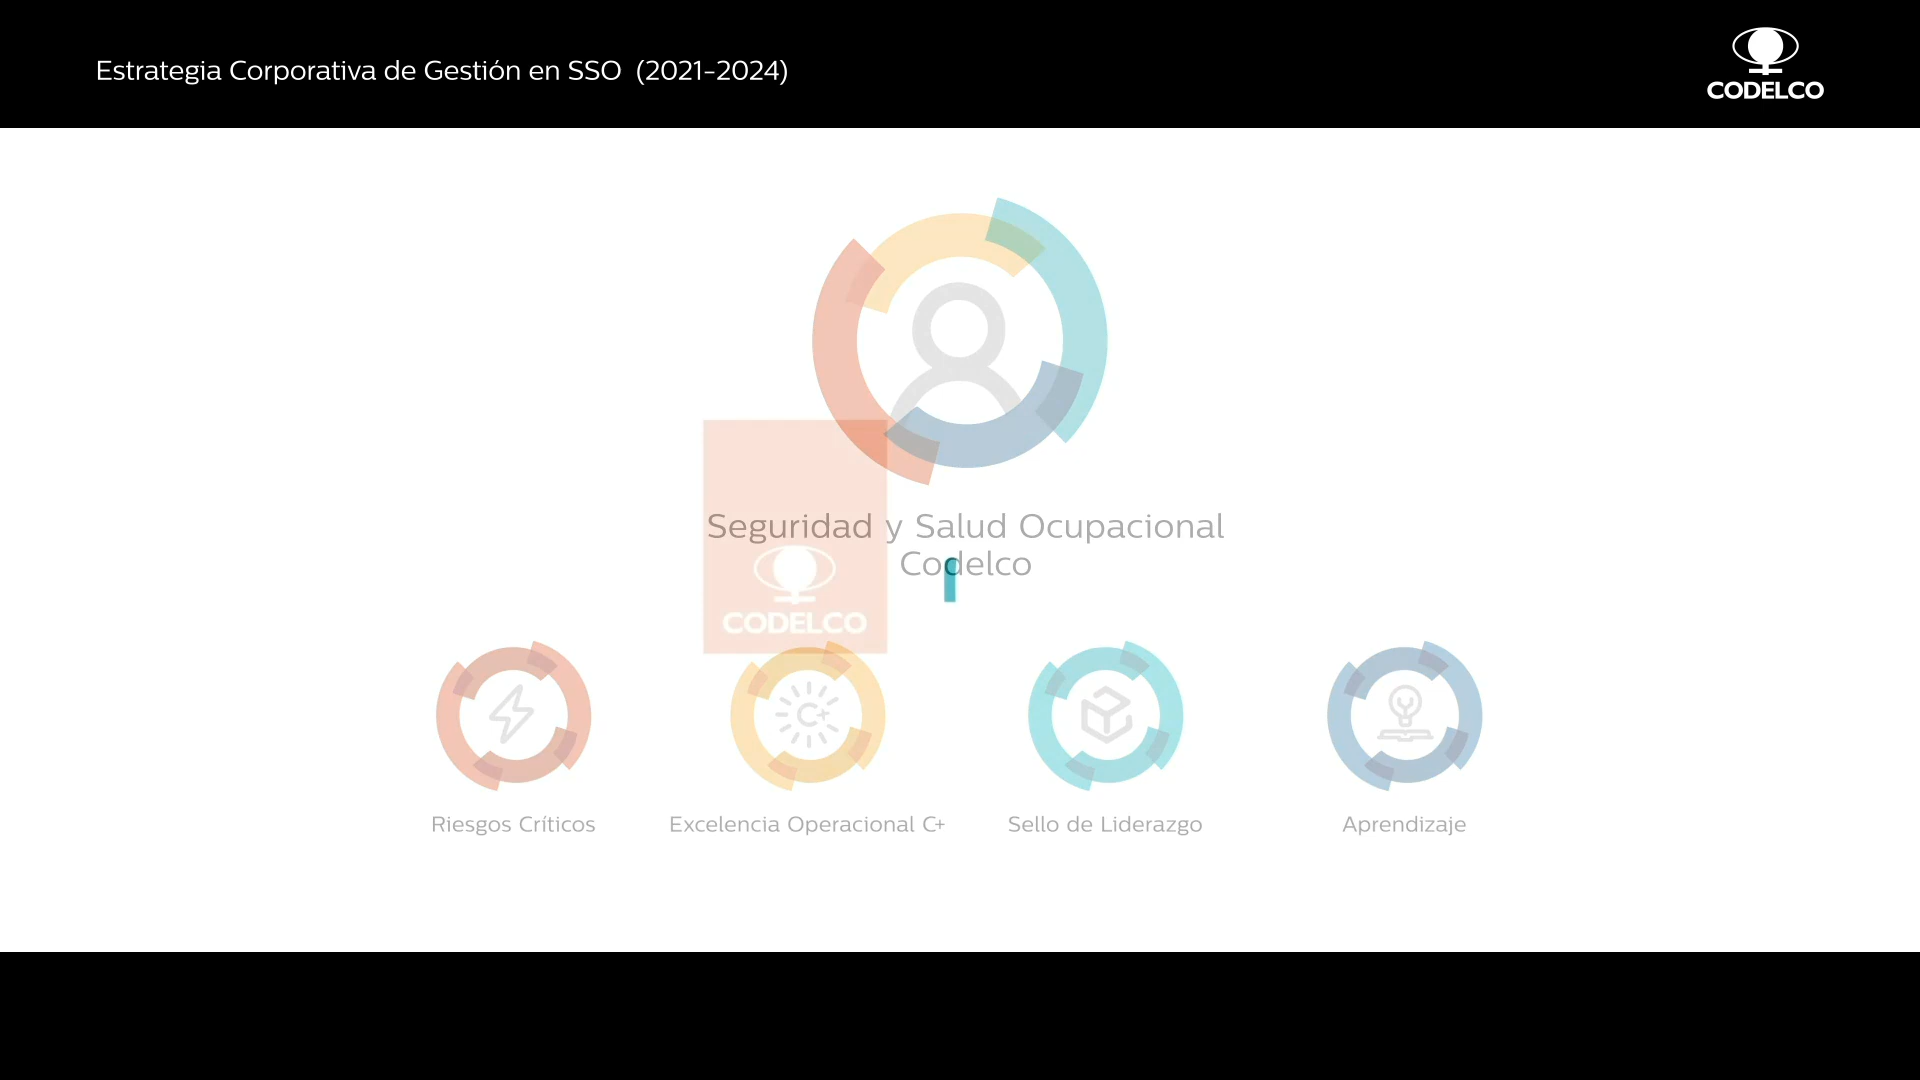 Estrategia Corporativa de Gestión en SSO (2021-2024)
CODELCO
Seguridad y Salud Ocupacional
Codelco
CODELCO
C+
Riesgos Críticos
Excelencia Operacional C+
Sello de Liderazgo
Aprendizaje